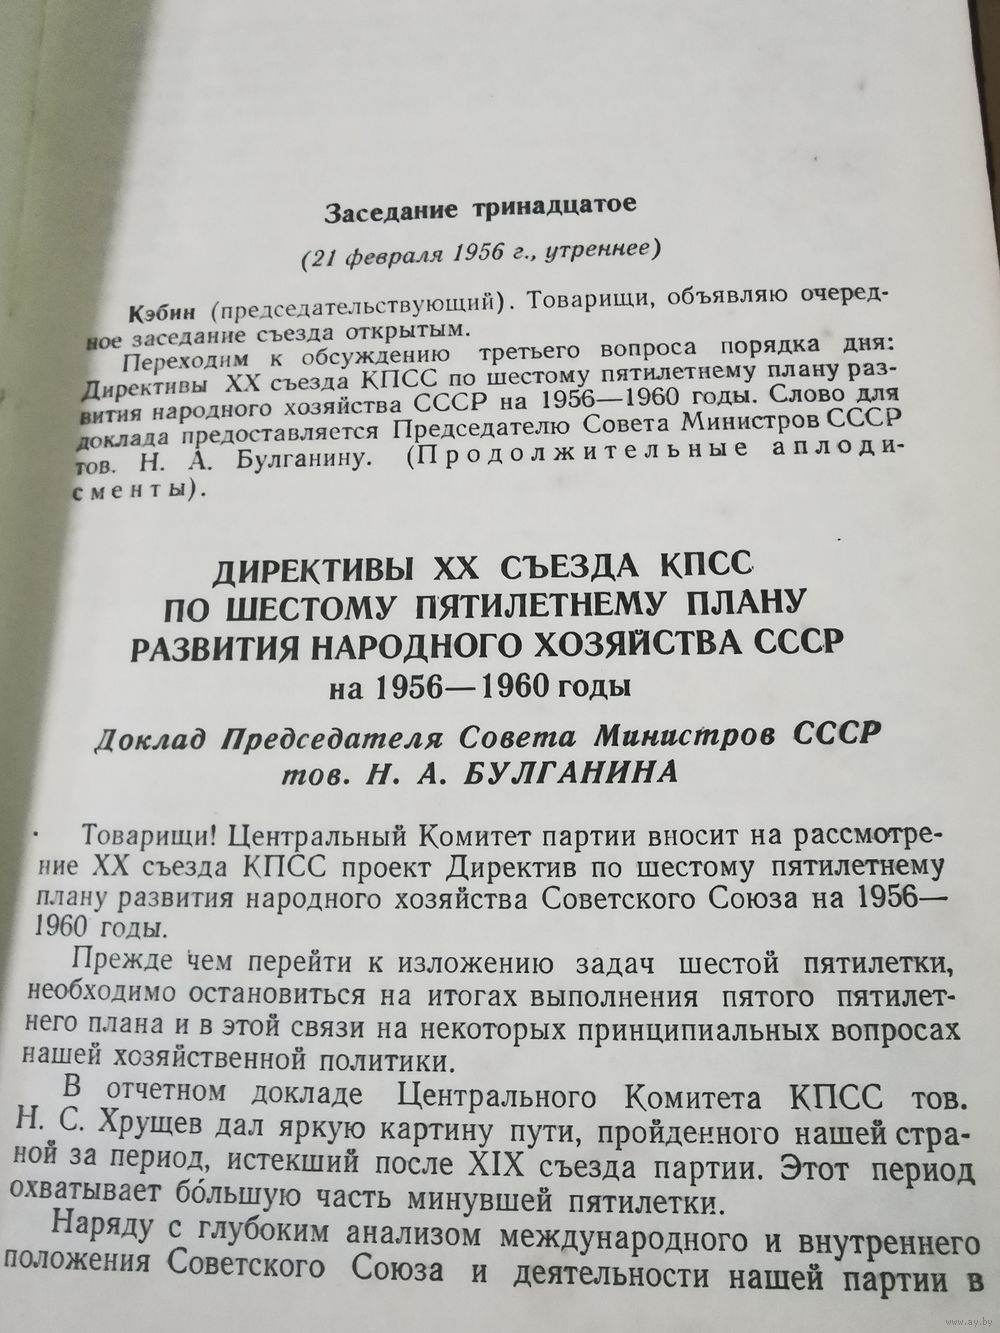 Заседание тринадцатое
(21 февраля 1956 г., утреннее)
Кэбин (председательствующий). Товарищи, объявляю очеред-
ное заседание съезда открытым.
Переходим к обсуждению третьего вопроса порядка дня:
Директивы XX съезда КПСС по шестому пятилетнему плану раз-
вития народного хозяйства СССР на 1956—1960 годы. Слово для
доклада предоставляется Председателю Совета Министров СССР
тов. Н. А. Булганину. (Продолжительные аплоди-
сменты).
ДИРЕКТИВЫ XX СЪЕЗДА КПСС
ПО ШЕСТОМУ ПЯТИЛЕТНЕМУ ПЛАНУ
РАЗВИТИЯ НАРОДНОГО ХОЗЯЙСТВА СССР
на 1956—1960 годы
Доклад Председателя Совета Министров СССР
тов. Н. А. БУЛГАНИНА
Товарищи! Центральный Комитет партии вносит на рассмотре-
ние XX съезда КПСС проект Директив по шестому пятилетнему
плану развития народного хозяйства Советского Союза на 1956—
1960 годы.
Прежде чем перейти к изложению задач шестой пятилетки,
необходимо остановиться на итогах выполнения пятого пятилет-
него плана и в этой связи на некоторых принципиальных вопросах
нашей хозяйственной политики.
В отчетном докладе Центрального Комитета КПСС тов.
Н. С. Хрущев дал яркую картину пути, пройденного нашей стра-
ной за период, истекший после XIX съезда партии. Этот период
охватывает бо́льшую часть минувшей пятилетки.
Наряду с глубоким анализом международного и внутреннего
положения Советского Союза и деятельности нашей партии в
www.ay.by